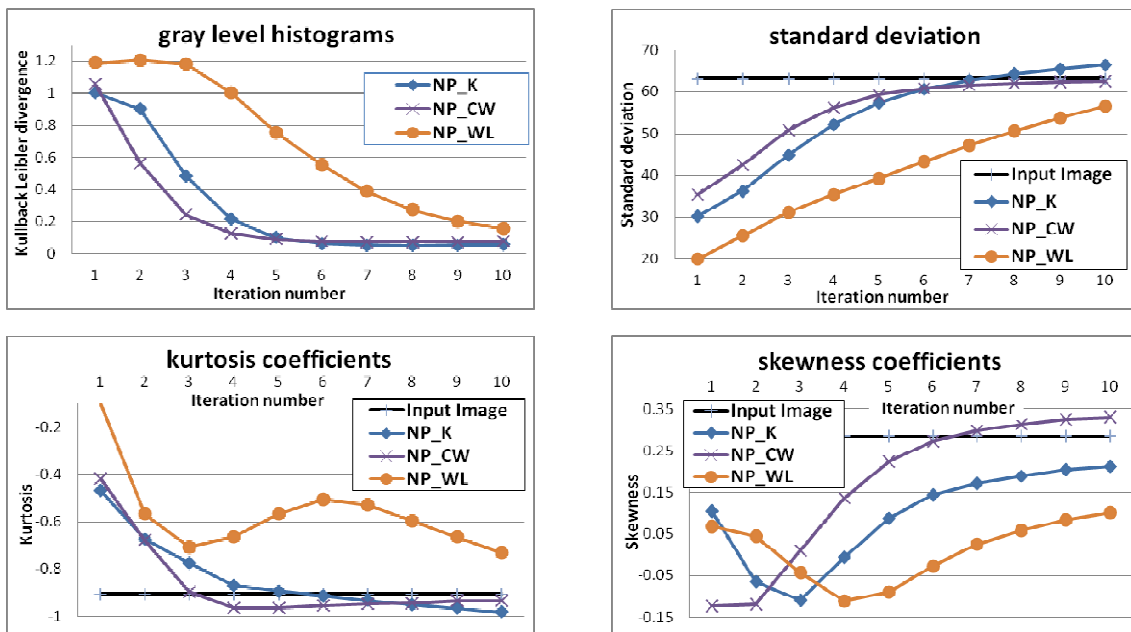 gray level histograms
Kullback Leibler divergence
1.2
1
0.8
0.6
0.4
0.2
0
NP_K
NP_CW
NP_WL
1 2 3 4 5 6 7 8 9 10
Iteration number
standard deviation
Standard deviation
70
60
50
40
30
20
Input Image
NP_K
NP_CW
NP_WL
1 2 3 4 5 6 7 8 9 10
Iteration number
kurtosis coefficients
1 2 3 4 5 6 7 8 9 10
Iteration number
Kurtosis
-0.2
-0.4
-0.6
-0.8
-1
Input Image
NP_K
NP_CW
NP_WL
skewness coefficients
1 2 3 4 5 6 7 8 9 10
Iteration number
Skewness
0.35
0.25
0.15
0.05
-0.05
-0.15
Input Image
NP_K
NP_CW
NP_WL